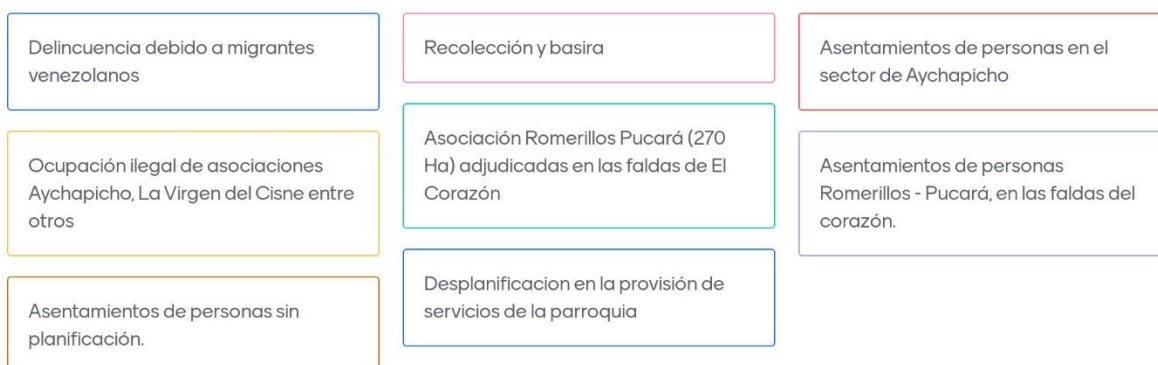 Delincuencia debido a migrantes
venezolanos
Ocupación ilegal de asociaciones
Aychapicho, La Virgen del Cisne entre
otros
Asentamientos de personas sin
planificación.
Recolección y basira
Asociación Romerillos Pucará (270
Ha) adjudicadas en las faldas de El
Corazón
Desplanificacion en la provisión de
servicios de la parroquia
Asentamientos de personas en el
sector de Aychapicho
Asentamientos de personas
Romerillos - Pucará, en las faldas del
corazón.